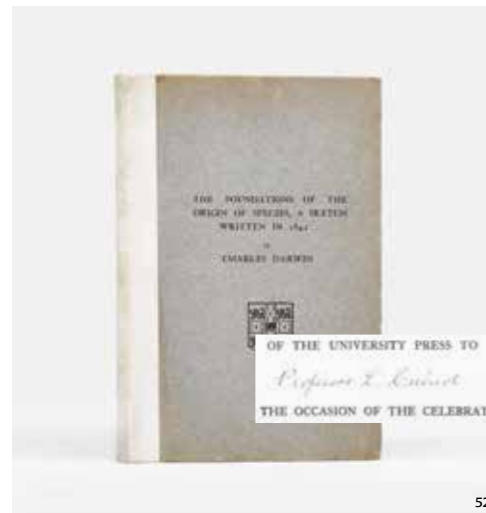 THE FOUNDATIONS OF THE
ORIGIN OF SPECIES, A SKETCH
WRITTEN IN 1842
BY
CHARLES DARWIN
OF THE UNIVERSITY PRESS TO
Professor L. Cuénot
THE OCCASION OF THE CELEBRAT
52